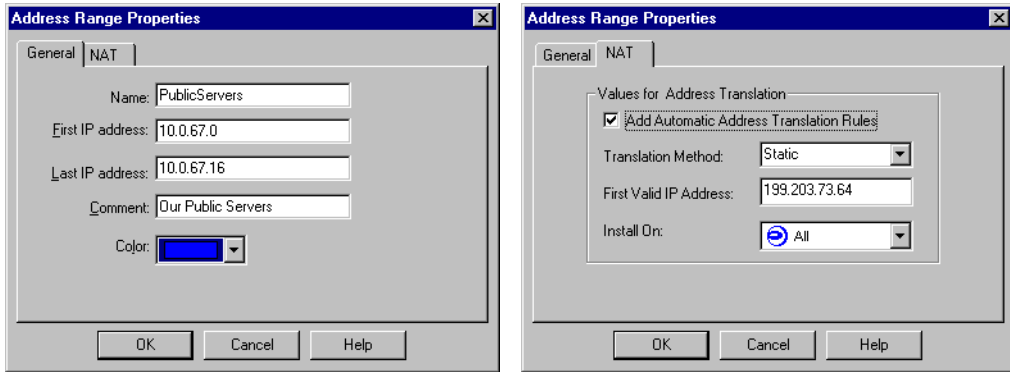 Address Range Properties
General NAT
Name: PublicServers
First IP address: 10.0.67.0
Last IP address: 10.0.67.16
Comment: Our Public Servers
Color:
OK Cancel Help
Address Range Properties
General NAT
Values for Address Translation
Add Automatic Address Translation Rules
Translation Method: Static
First Valid IP Address: 199.203.73.64
Install On: All
OK Cancel Help